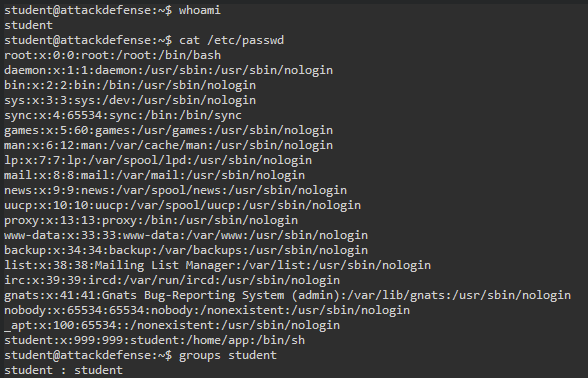 student@attackdefense:~$ whoami
student
student@attackdefense:~$ cat /etc/passwd
root:x:0:0:root:/root:/bin/bash
daemon:x:1:1:daemon:/usr/sbin:/usr/sbin/nologin
bin:x:2:2:bin:/bin:/usr/sbin/nologin
sys:x:3:3:sys:/dev:/usr/sbin/nologin
sync:x:4:65534:sync:/bin:/bin/sync
games:x:5:60:games:/usr/games:/usr/sbin/nologin
man:x:6:12:man:/var/cache/man:/usr/sbin/nologin
lp:x:7:7:lp:/var/spool/lpd:/usr/sbin/nologin
mail:x:8:8:mail:/var/mail:/usr/sbin/nologin
news:x:9:9:news:/var/spool/news:/usr/sbin/nologin
uucp:x:10:10:uucp:/var/spool/uucp:/usr/sbin/nologin
proxy:x:13:13:proxy:/bin:/usr/sbin/nologin
www-data:x:33:33:www-data:/var/www:/usr/sbin/nologin
backup:x:34:34:backup:/var/backups:/usr/sbin/nologin
list:x:38:38:Mailing List Manager:/var/list:/usr/sbin/nologin
irc:x:39:39:ircd:/var/run/ircd:/usr/sbin/nologin
gnats:x:41:41:Gnats Bug-Reporting System (admin):/var/lib/gnats:/usr/sbin/nologin
nobody:x:65534:65534:nobody:/nonexistent:/usr/sbin/nologin
_apt:x:100:65534::/nonexistent:/usr/sbin/nologin
student:x:999:999:student:/home/app:/bin/sh
student@attackdefense:~$ groups student
student : student